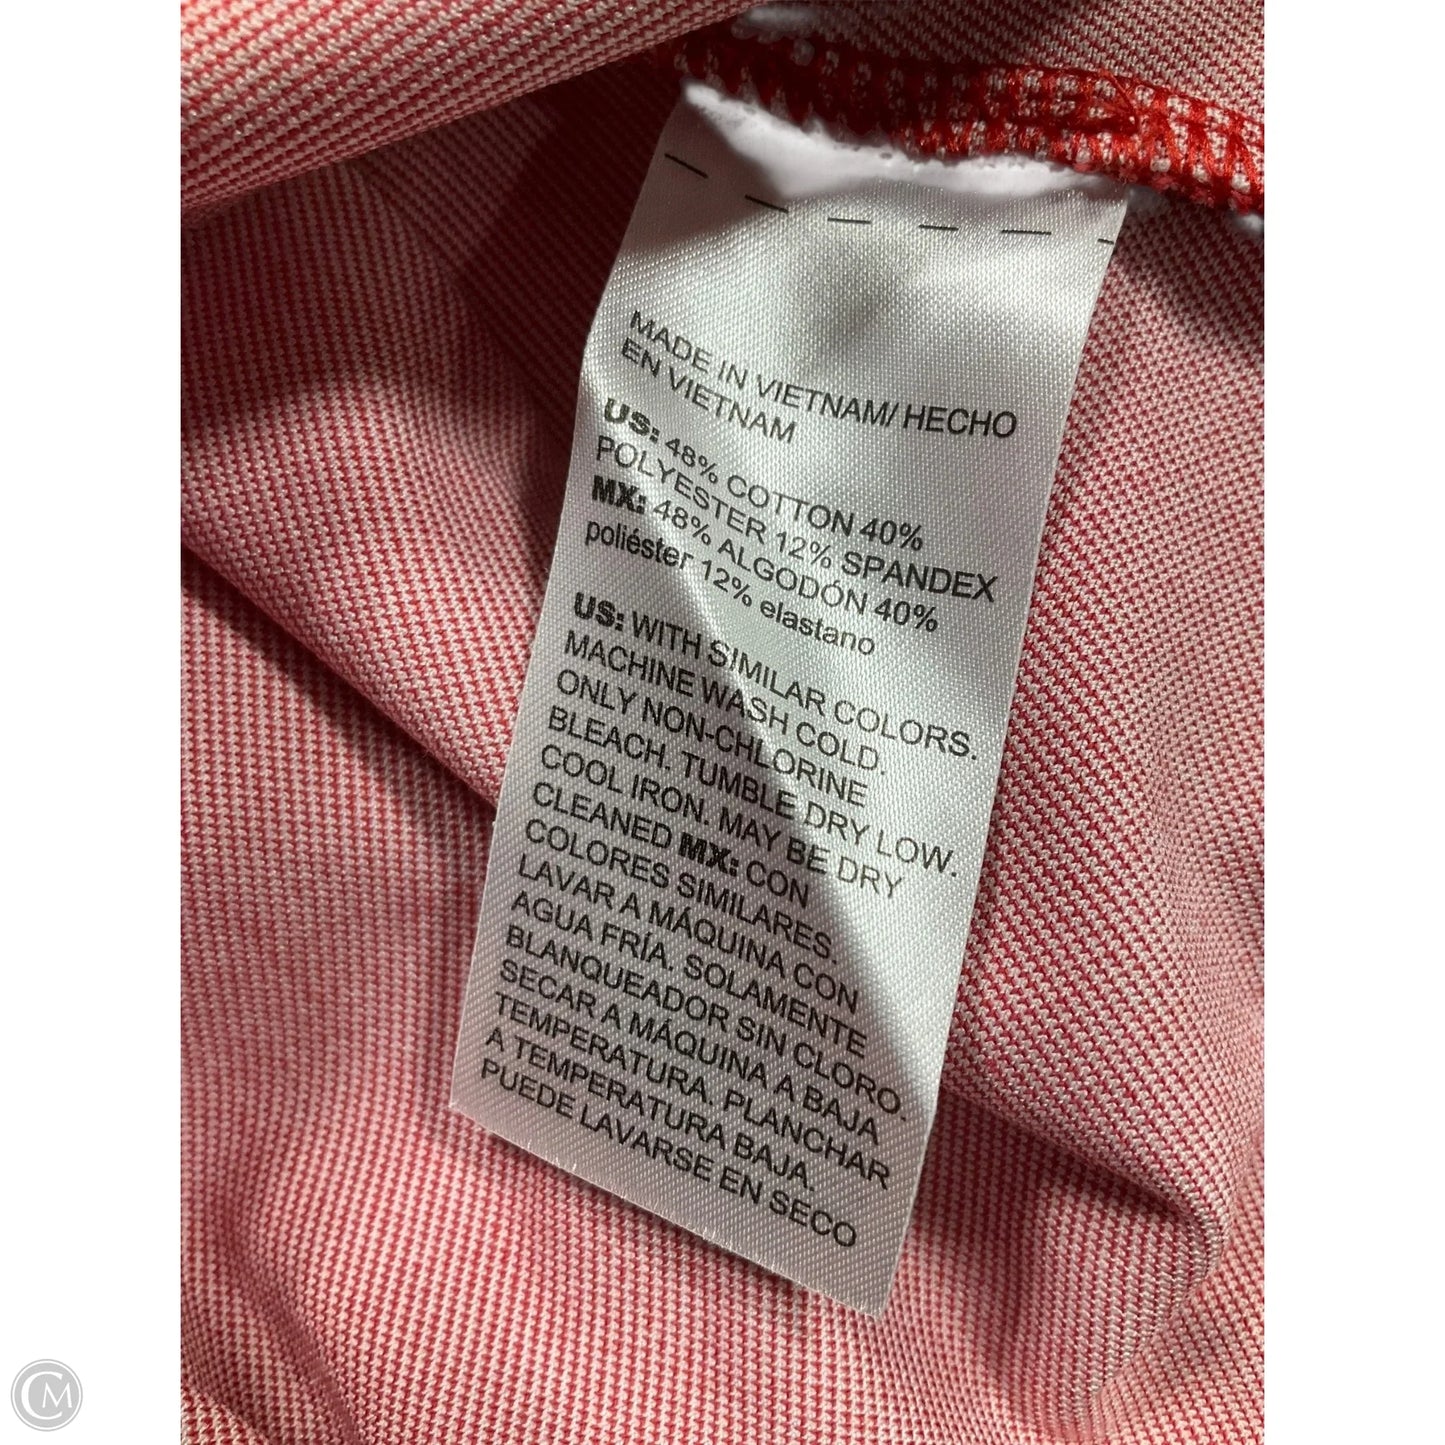 MADE IN VIETNAM/ HECHO
EN VIETNAM
US: 48% COTTON 40%
POLYESTER 12% SPANDEX
MX: 48% ALGODÓN 40%
poliéster 12% elastano
US: WITH SIMILAR COLORS.
MACHINE WASH COLD.
ONLY NON-CHLORINE
BLEACH. TUMBLE DRY LOW.
COOL IRON. MAY BE DRY
CLEANED MX: CON
COLORES SIMILARES.
LAVAR A MÁQUINA CON
AGUA FRÍA. SOLAMENTE
BLANQUEADOR SIN CLORO.
SECAR A MÁQUINA A BAJA
TEMPERATURA. PLANCHAR
A TEMPERATURA BAJA.
PUEDE LAVARSE EN SECO
CM